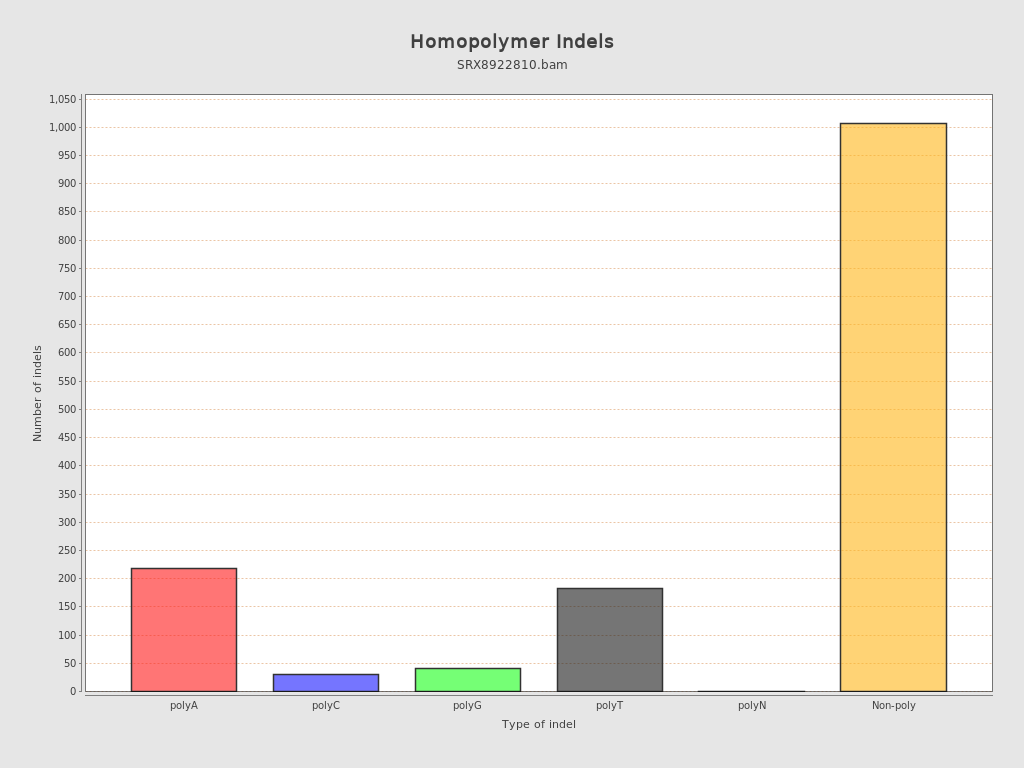 Homopolymer Indels
SRX8922810.bam
1,050
1,000
950
900
850
800
750
700
650
600
550
500
450
400
350
300
250
200
150
100
50
0
Number of indels
polyA
polyC
polyG
polyT
polyN
Non-poly
Type of indel